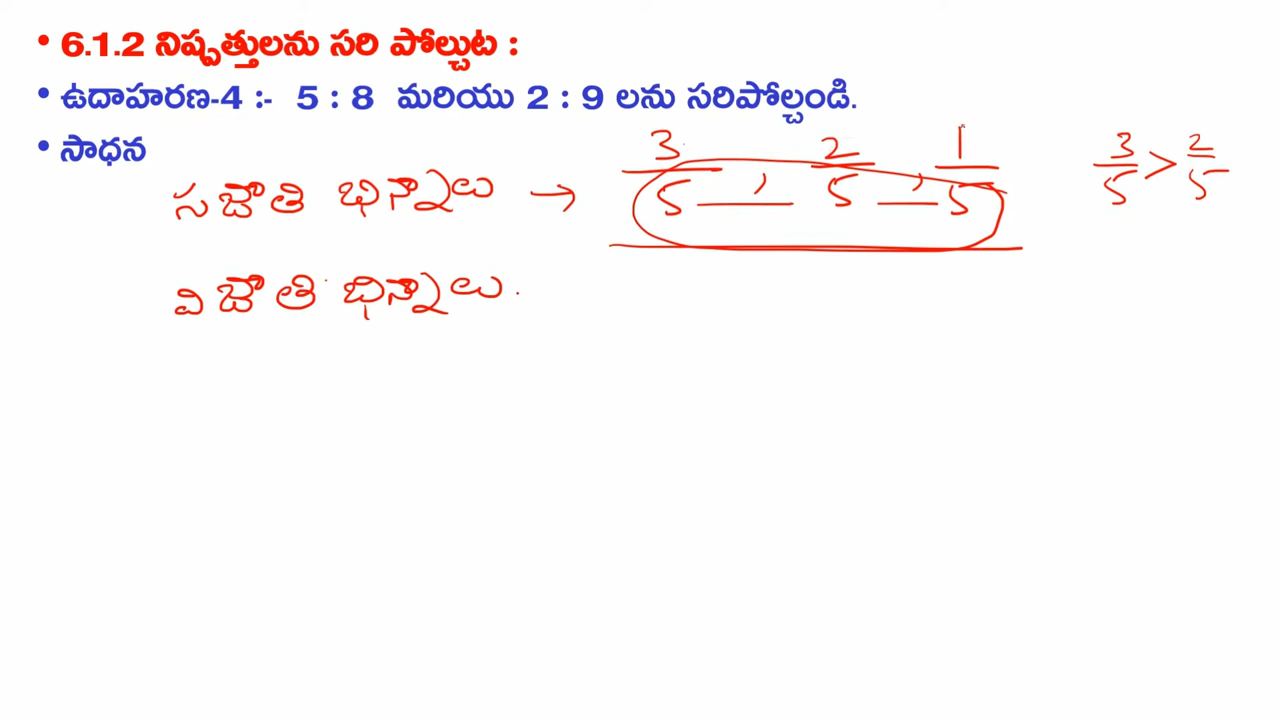 • 6.1.2 నిష్పత్తులను సరి పోల్చుట :
• ఉదాహరణ-4 :- 5 : 8 మరియు 2 : 9 లను సరిపోల్చండి.
• సాధన
సజాతి భిన్నాలు → 3/5, 2/5, 1/5 3/5 > 2/5
విజాతి భిన్నాలు.